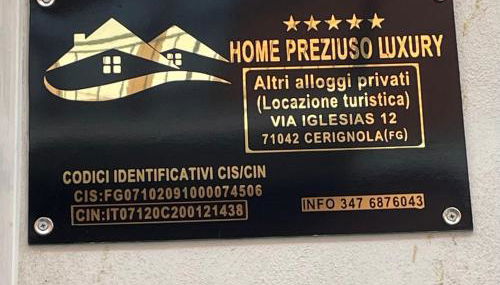 HOME PREZIUSO LUXURY
Altri alloggi privati
(Locazione turistica)
VIA IGLESIAS 12
71042 CERIGNOLA(FG)
CODICI IDENTIFICATIVI CIS/CIN
CIS:FG07102091000074506
CIN:IT07120C200121438
INFO 347 6876043